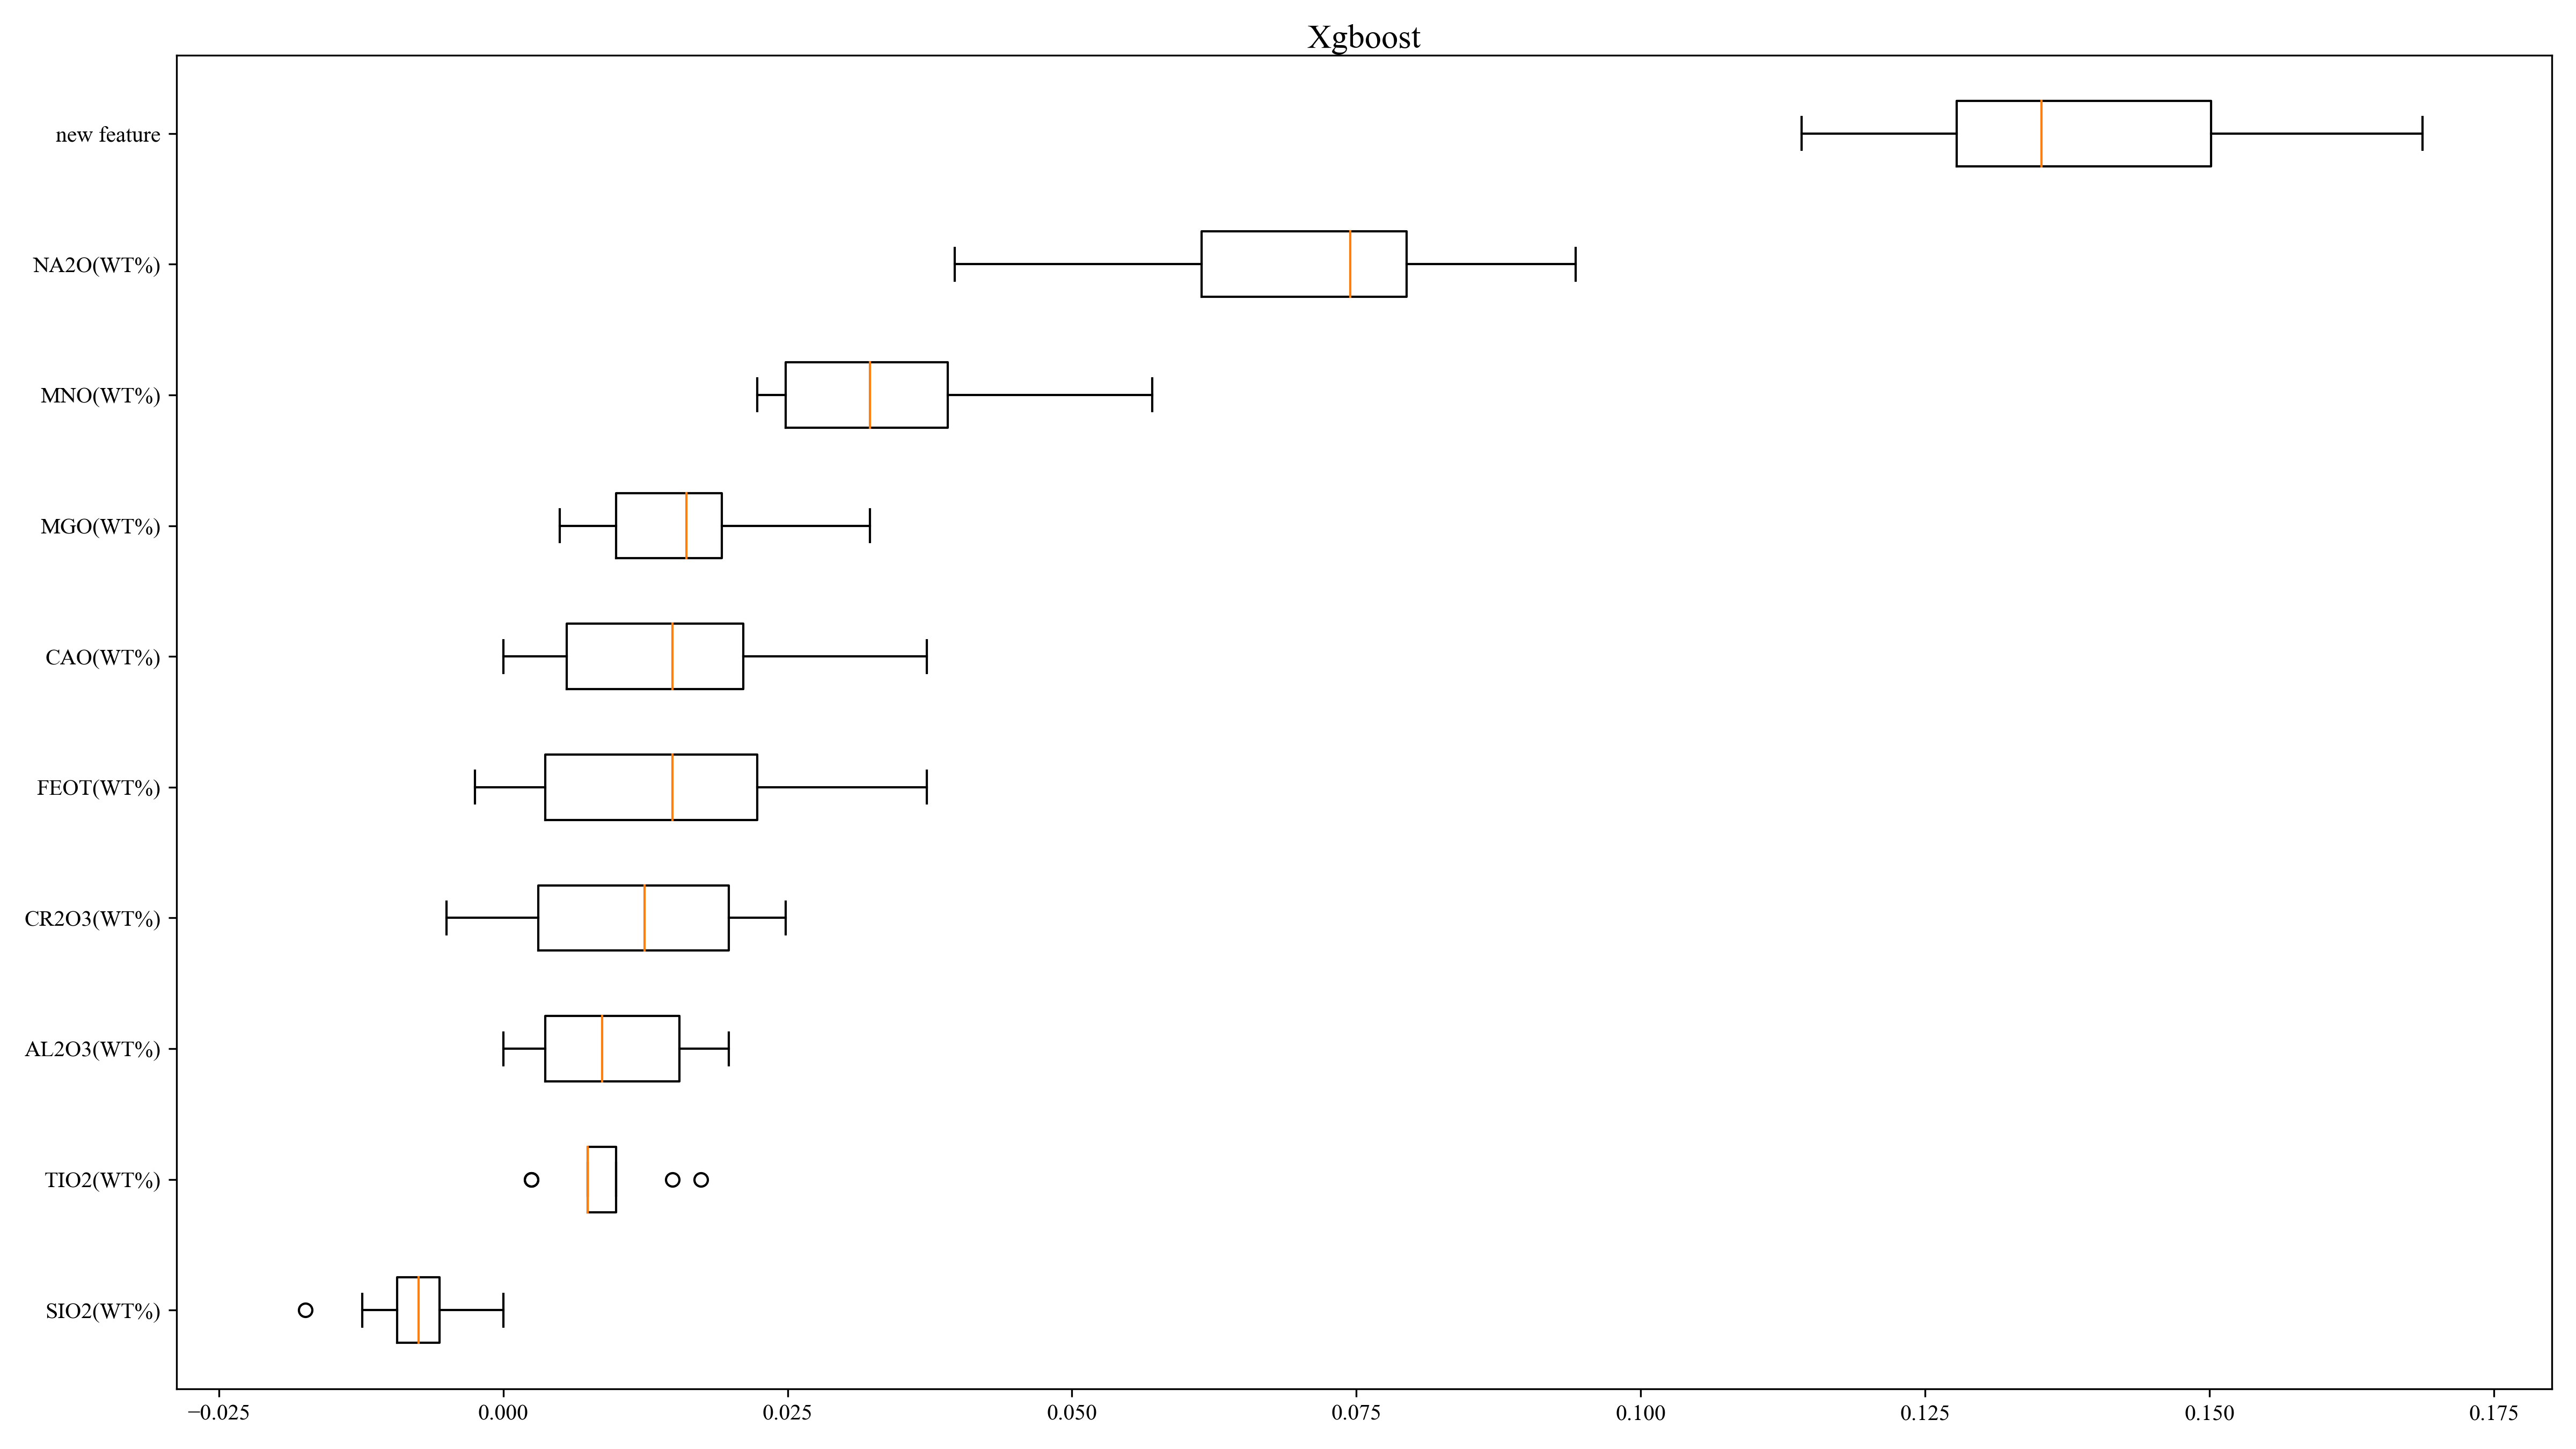 Xgboost
new feature
NA2O(WT%)
MNO(WT%)
MGO(WT%)
CAO(WT%)
FEOT(WT%)
CR2O3(WT%)
AL2O3(WT%)
TIO2(WT%)
SIO2(WT%)
−0.025 0.000 0.025 0.050 0.075 0.100 0.125 0.150 0.175